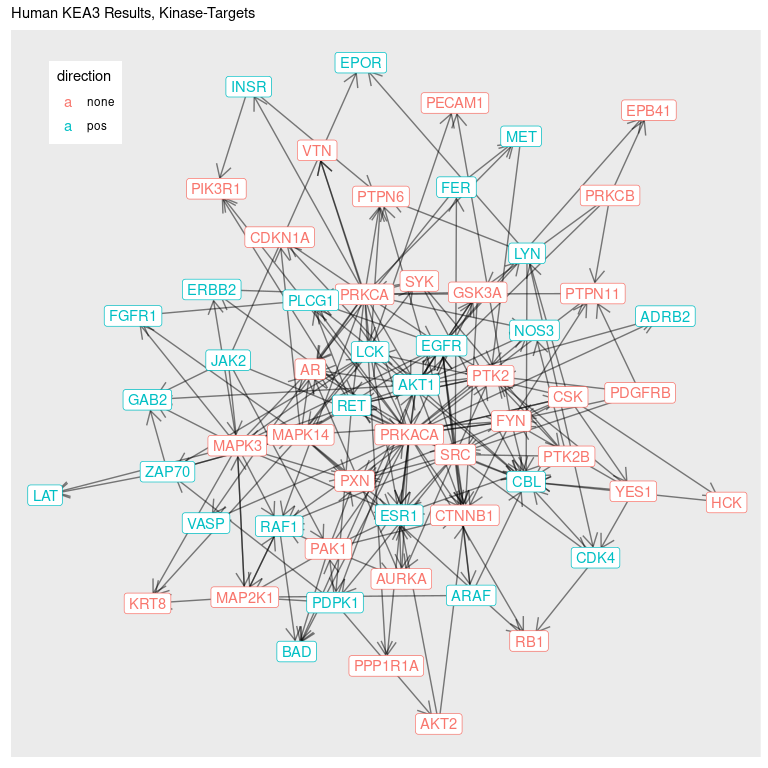 Human KEA3 Results, Kinase-Targets
EPOR
direction
INSR
a none
PECAM1
EPB41
a pos
MET
VTN
PIK3R1
PTPN6
FER
PRKCB
CDKN1A
LYN
SYK
ERBB2
PLCG1
PRKCA
GSK3A
PTPN11
FGFR1
ADRB2
NOS3
EGFR
LCK
JAK2
AR
PTK2
AKT1
PDGFRB
CSK
GAB2
RET
FYN
MAPK14
PRKACA
MAPK3
SRC
PTK2B
ZAP70
PXN
CBL
YES1
LAT
HCK
VASP
RAF1
ESR1
CTNNB1
PAK1
CDK4
AURKA
KRT8
MAP2K1
PDPK1
ARAF
RB1
BAD
PPP1R1A
AKT2